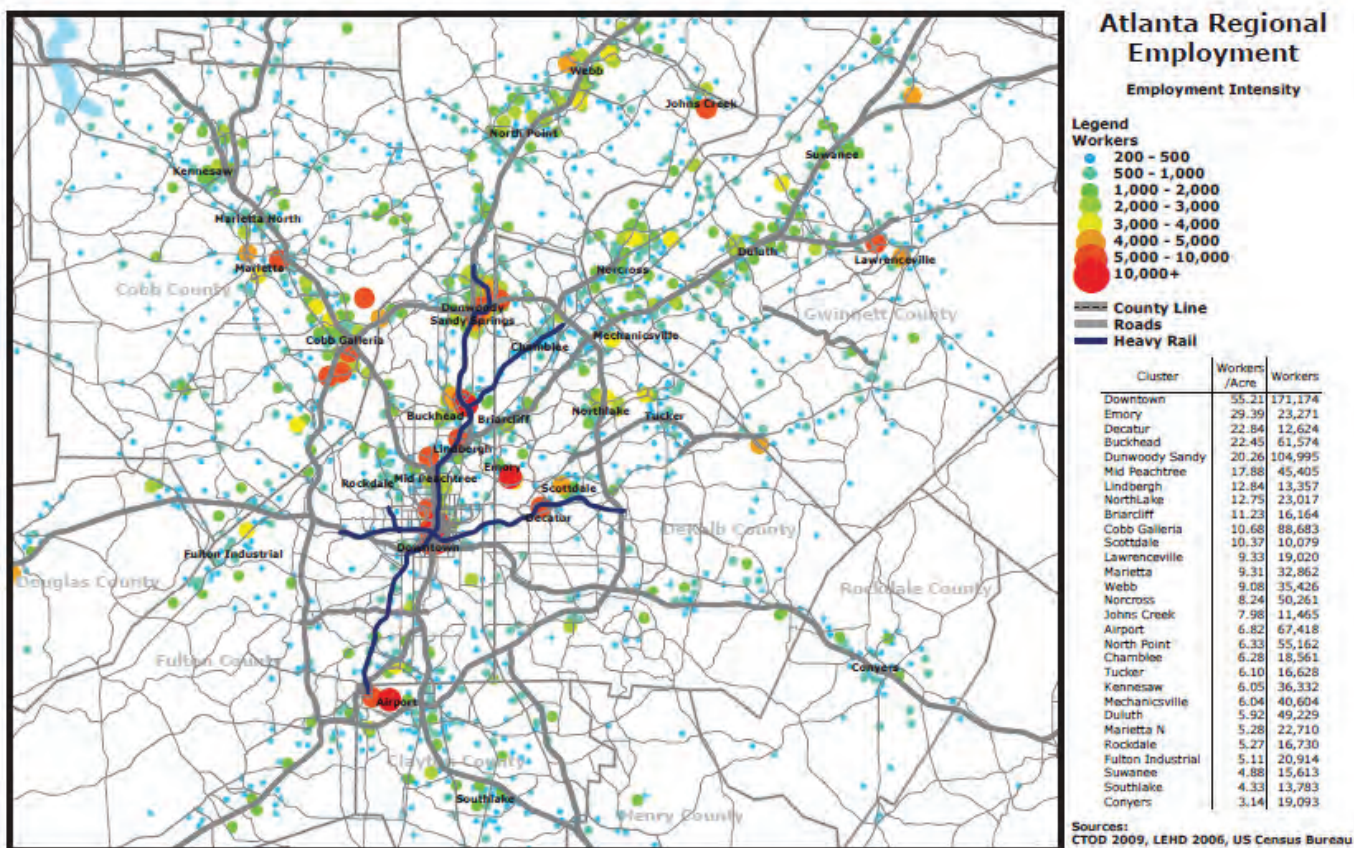 Atlanta Regional
Employment
Employment Intensity
Legend
Workers
200 - 500
500 - 1,000
1,000 - 2,000
2,000 - 3,000
3,000 - 4,000
4,000 - 5,000
5,000 - 10,000
10,000+
County Line
Roads
Heavy Rail
Cluster Workers /Acre Workers
Downtown 55.21 171,174
Emory 29.39 23,271
Decatur 22.84 12,624
Buckhead 22.45 61,574
Dunwoody Sandy 20.26 104,995
Mid Peachtree 17.88 45,405
Lindbergh 12.84 13,357
NorthLake 12.75 23,017
Briarcliff 11.23 16,164
Cobb Galleria 10.68 88,683
Scottdale 10.37 10,079
Lawrenceville 9.33 19,020
Marietta 9.31 32,862
Webb 9.08 35,426
Norcross 8.24 50,261
Johns Creek 7.98 11,465
Airport 6.82 67,418
North Point 6.33 55,162
Chamblee 6.28 18,561
Tucker 6.10 16,628
Kennesaw 6.05 36,332
Mechanicsville 6.04 40,604
Duluth 5.92 49,229
Marietta N 5.28 22,710
Rockdale 5.27 16,730
Fulton Industrial 5.11 20,914
Suwanee 4.88 15,613
Southlake 4.33 13,783
Conyers 3.14 19,093
Sources:
CTOD 2009, LEHD 2006, US Census Bureau
Webb
Johns Creek
North Point
Suwanee
Kennesaw
Marietta North
Duluth
Lawrenceville
Marietta
Norcross
Cobb County
Dunwoody
Sandy Springs
Gwinnett County
Mechanicsville
Cobb Galleria
Chamblee
Buckhead
Briarcliff
Northlake
Tucker
Lindbergh
Emory
Rockdale
Mid Peachtree
Scottdale
Decatur
DeKalb County
Downtown
Fulton Industrial
Douglas County
Rockdale County
Fulton County
Conyers
Airport
Clayton County
Southlake
Henry County